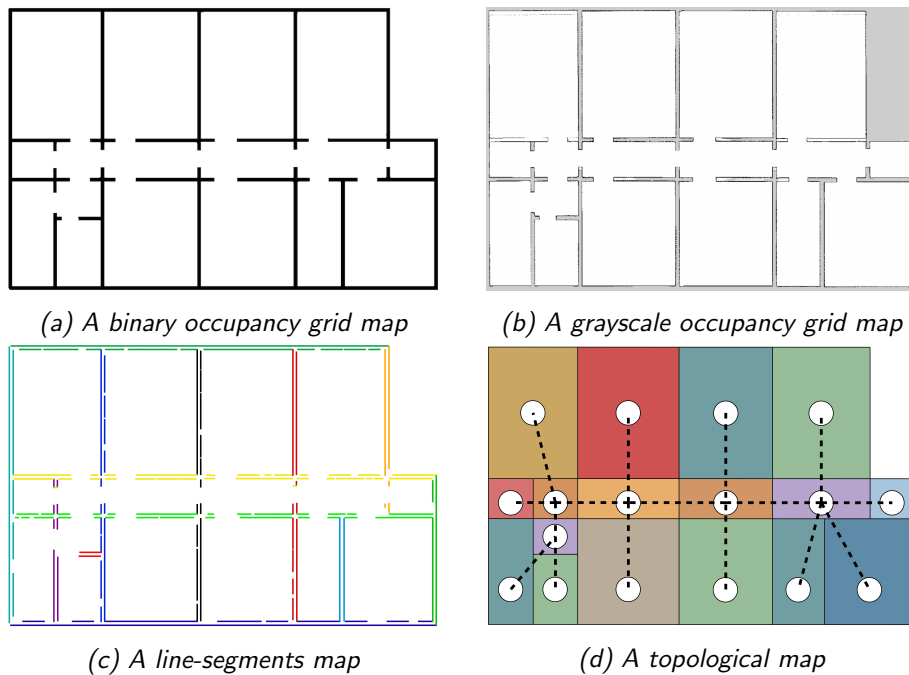 (a) A binary occupancy grid map
(b) A grayscale occupancy grid map
(c) A line-segments map
(d) A topological map